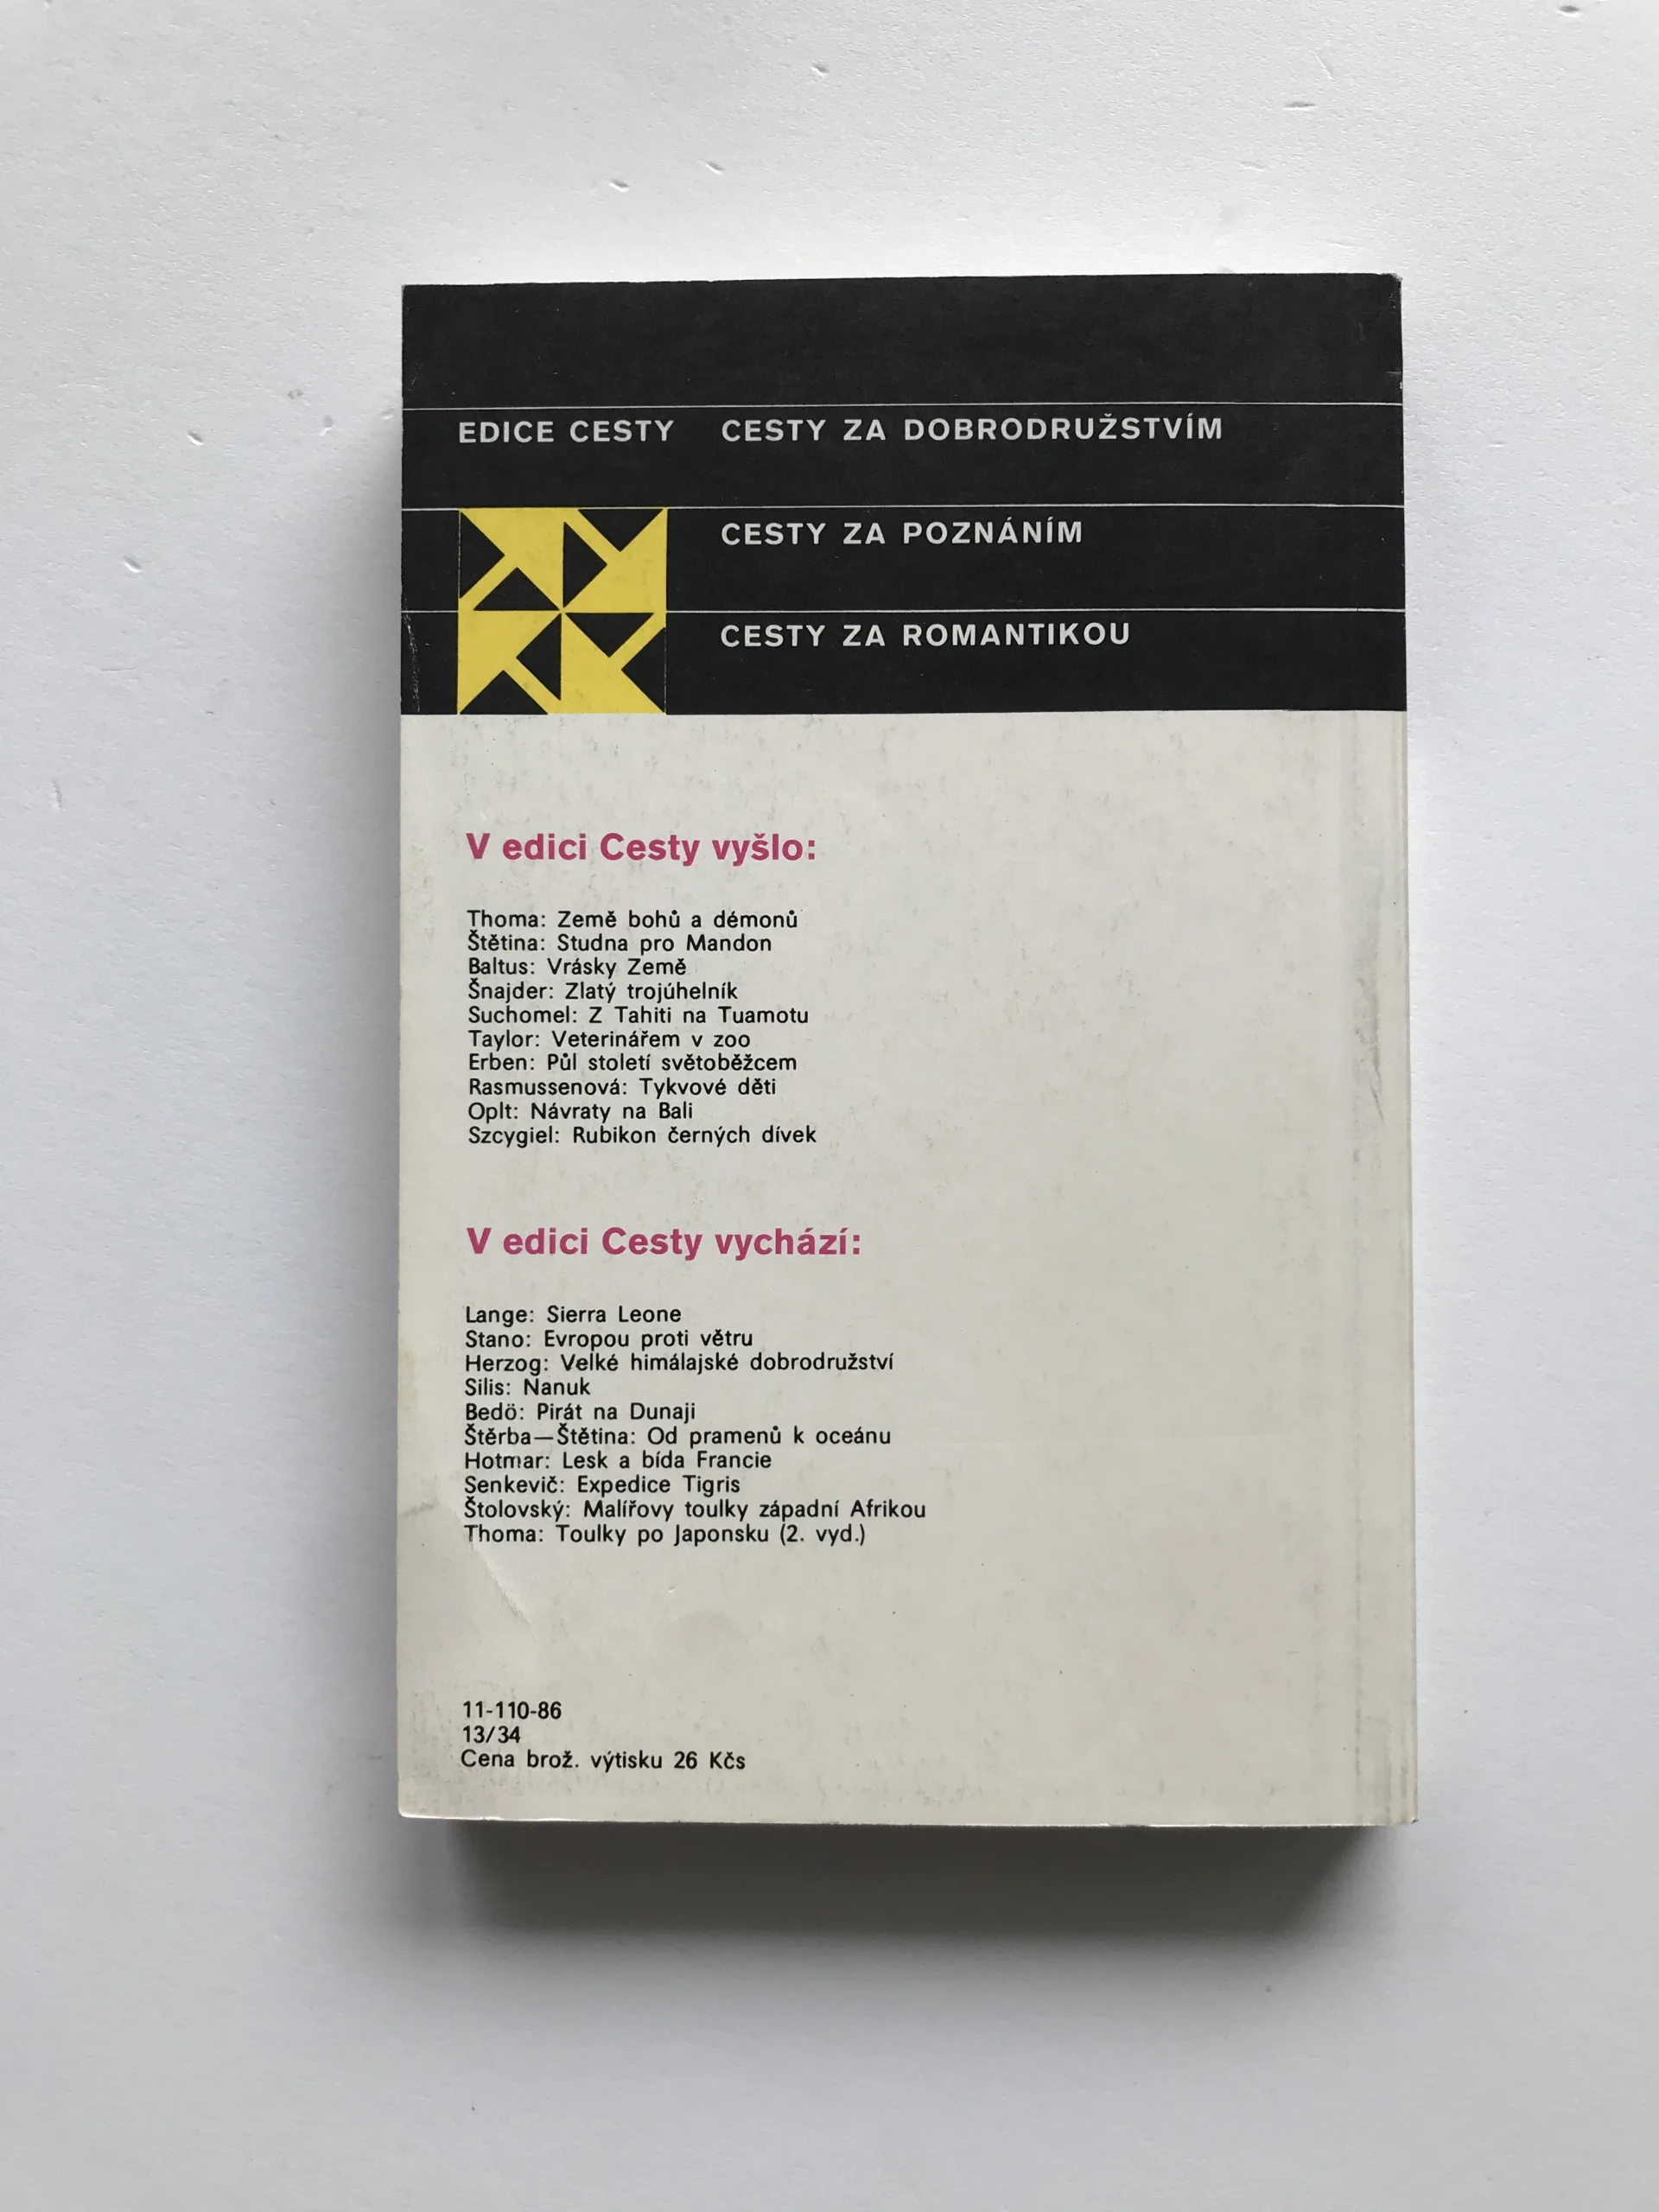 EDICE CESTY CESTY ZA DOBRODRUŽSTVÍM
CESTY ZA POZNÁNÍM
CESTY ZA ROMANTIKOU
V edici Cesty vyšlo:
Thoma: Země bohů a démonů
Štětina: Studna pro Mandon
Baltus: Vrásky Země
Šnajder: Zlatý trojúhelník
Suchomel: Z Tahiti na Tuamotu
Taylor: Veterinářem v zoo
Erben: Půl století světoběžcem
Rasmussenová: Tykvové děti
Oplt: Návraty na Bali
Szcygiel: Rubikon černých dívek
V edici Cesty vychází:
Lange: Sierra Leone
Stano: Evropou proti větru
Herzog: Velké himálajské dobrodružství
Silis: Nanuk
Bedö: Pirát na Dunaji
Štěrba—Štětina: Od pramenů k oceánu
Hotmar: Lesk a bída Francie
Senkevič: Expedice Tigris
Štolovský: Malířovy toulky západní Afrikou
Thoma: Toulky po Japonsku (2. vyd.)
11-110-86
13/34
Cena brož. výtisku 26 Kčs